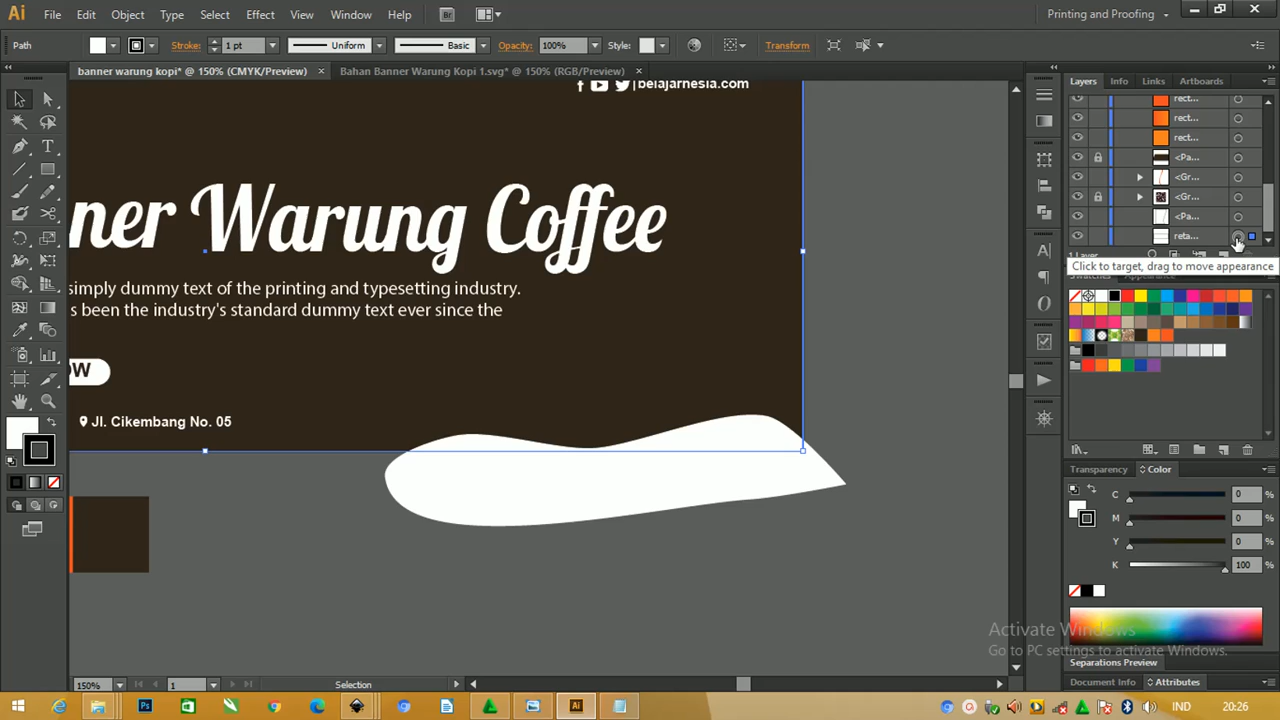 Ai File Edit Object Type Select Effect View Window Help Br Printing and Proofing
Path Stroke: 1 pt Uniform Basic Opacity: 100% Style: Transform
banner warung kopi* @ 150% (CMYK/Preview) × Bahan Banner Warung Kopi 1.svg* @ 150% (RGB/Preview) ×
Layers Info Links Artboards
belajarnesia.com
rect...
rect...
rect...
<Pa...
<Gr...
<Gr...
<Pa...
reta...
Click to target, drag to move appearance
nner Warung Coffee
simply dummy text of the printing and typesetting industry.
s been the industry's standard dummy text ever since the
OW
Jl. Cikembang No. 05
Transparency Color
C 0 %
M 0 %
Y 0 %
K 100 %
Activate Windows
Go to PC settings to activate Windows.
Separations Preview
Document Info Attributes
150% 1 Selection
Ps Ai IND 20:26